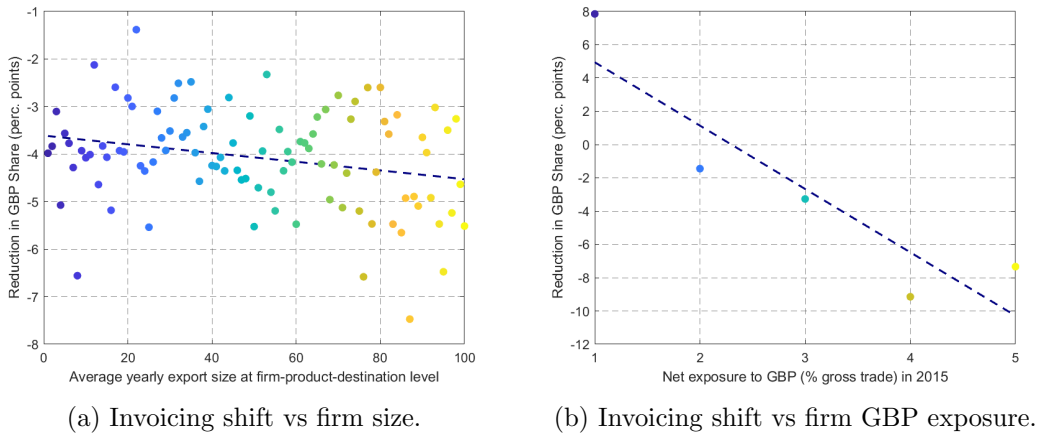 -1
-2
-3
-4
-5
-6
-7
-8
Reduction in GBP Share (perc. points)
0 20 40 60 80 100
Average yearly export size at firm-product-destination level
(a) Invoicing shift vs firm size.
8
6
4
2
0
-2
-4
-6
-8
-10
-12
Reduction in GBP Share (perc. points)
1 2 3 4 5
Net exposure to GBP (% gross trade) in 2015
(b) Invoicing shift vs firm GBP exposure.